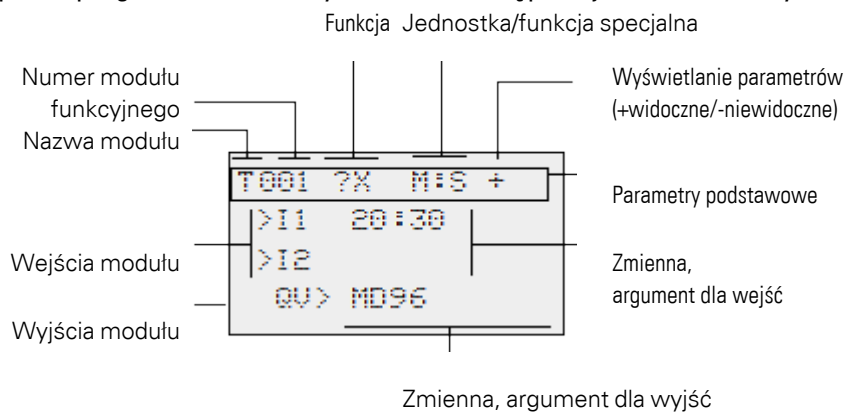 Funkcja Jednostka/funkcja specjalna
Numer modułu
funkcyjnego
Nazwa modułu
Wyświetlanie parametrów
(+widoczne/-niewidoczne)
T001 ?X M:S +
>I1 20:30
>I2
QV> MD96
Parametry podstawowe
Wejścia modułu
Zmienna,
argument dla wejść
Wyjścia modułu
Zmienna, argument dla wyjść